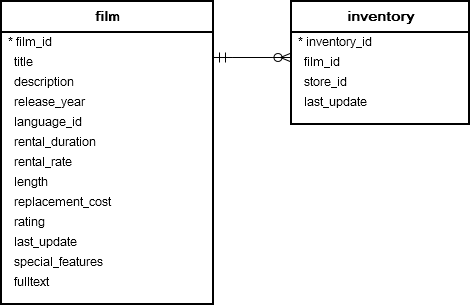 film
* film_id
title
description
release_year
language_id
rental_duration
rental_rate
length
replacement_cost
rating
last_update
special_features
fulltext
inventory
* inventory_id
film_id
store_id
last_update